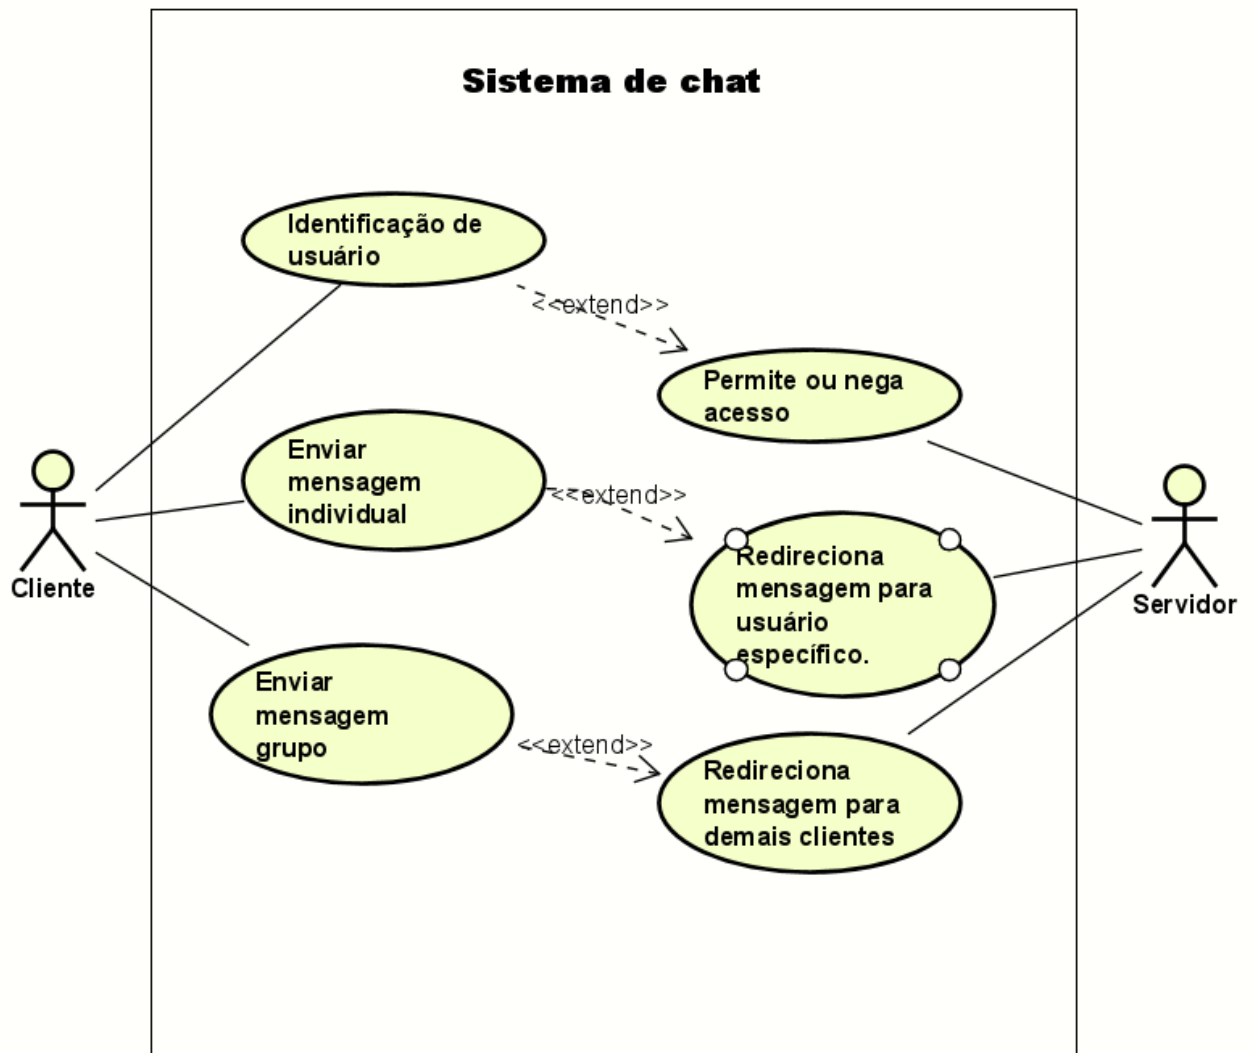 Sistema de chat
Identificação de
usuário
<<extend>>
Permite ou nega
acesso
Enviar
mensagem
individual
<<extend>>
Redireciona
mensagem para
usuário
específico.
Cliente
Servidor
Enviar
mensagem
grupo
<<extend>>
Redireciona
mensagem para
demais clientes